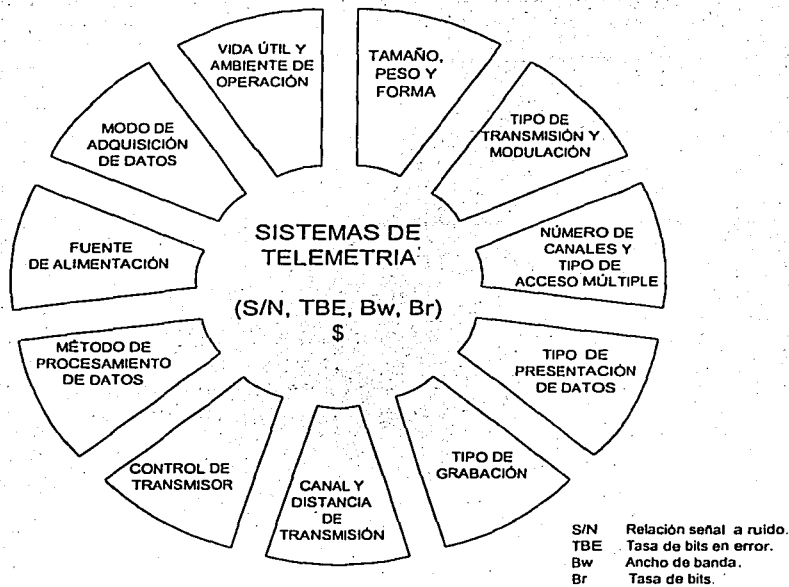 VIDA ÚTIL Y
AMBIENTE DE
OPERACIÓN
TAMAÑO,
PESO Y
FORMA
TIPO DE
TRANSMISIÓN Y
MODULACIÓN
NÚMERO DE
CANALES Y
TIPO DE
ACCESO MÚLTIPLE
TIPO DE
PRESENTACIÓN
DE DATOS
TIPO DE
GRABACIÓN
CANAL Y
DISTANCIA
DE
TRANSMISIÓN
CONTROL DE
TRANSMISOR
MÉTODO DE
PROCESAMIENTO
DE DATOS
FUENTE
DE ALIMENTACIÓN
MODO DE
ADQUISICIÓN
DE DATOS
SISTEMAS DE
TELEMETRIA
(S/N, TBE, Bw, Br)
$
S/N Relación señal a ruido.
TBE Tasa de bits en error.
Bw Ancho de banda.
Br Tasa de bits.